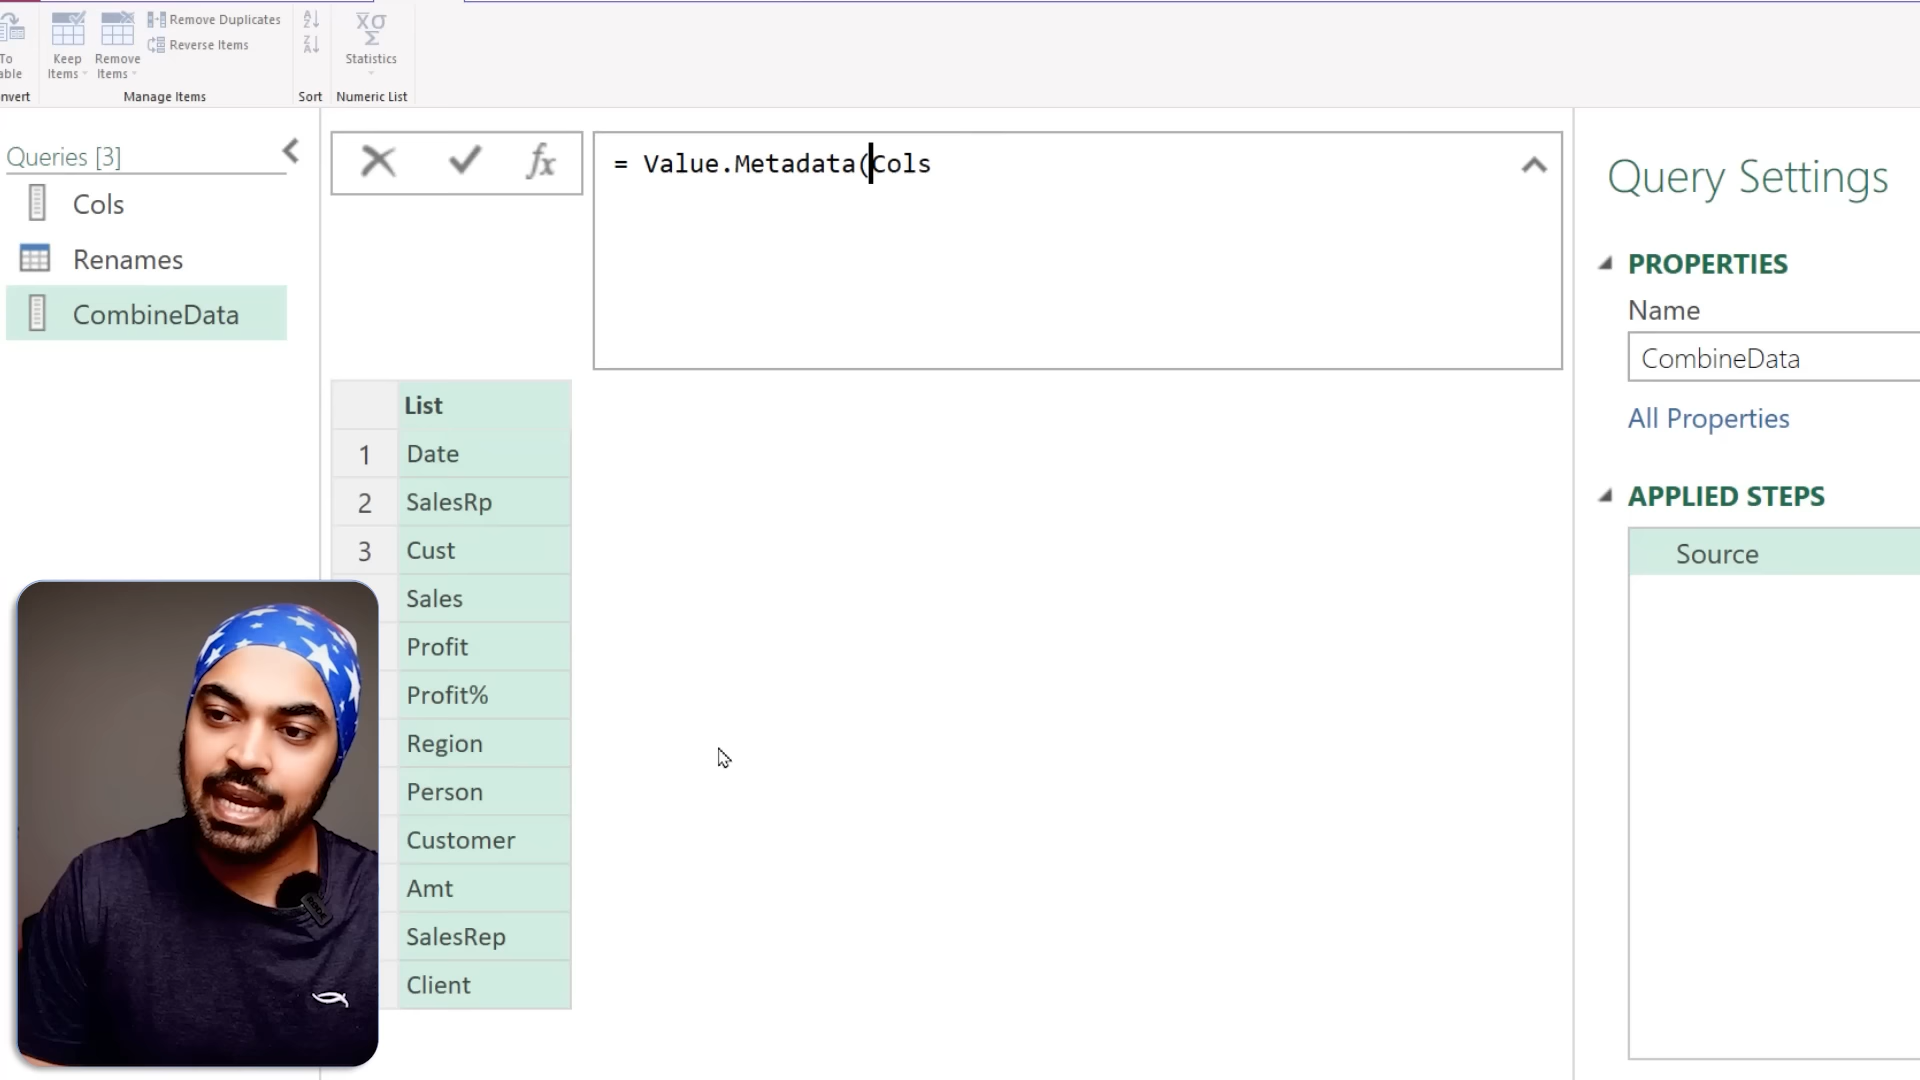 To
able
Keep
Items
Remove
Items
Remove Duplicates
Reverse Items
Statistics
nvert
Manage Items
Sort
Numeric List
Queries [3]
Cols
Renames
CombineData
fx
= Value.Metadata(Cols
List
1 Date
2 SalesRp
3 Cust
Sales
Profit
Profit%
Region
Person
Customer
Amt
SalesRep
Client
Query Settings
PROPERTIES
Name
CombineData
All Properties
APPLIED STEPS
Source